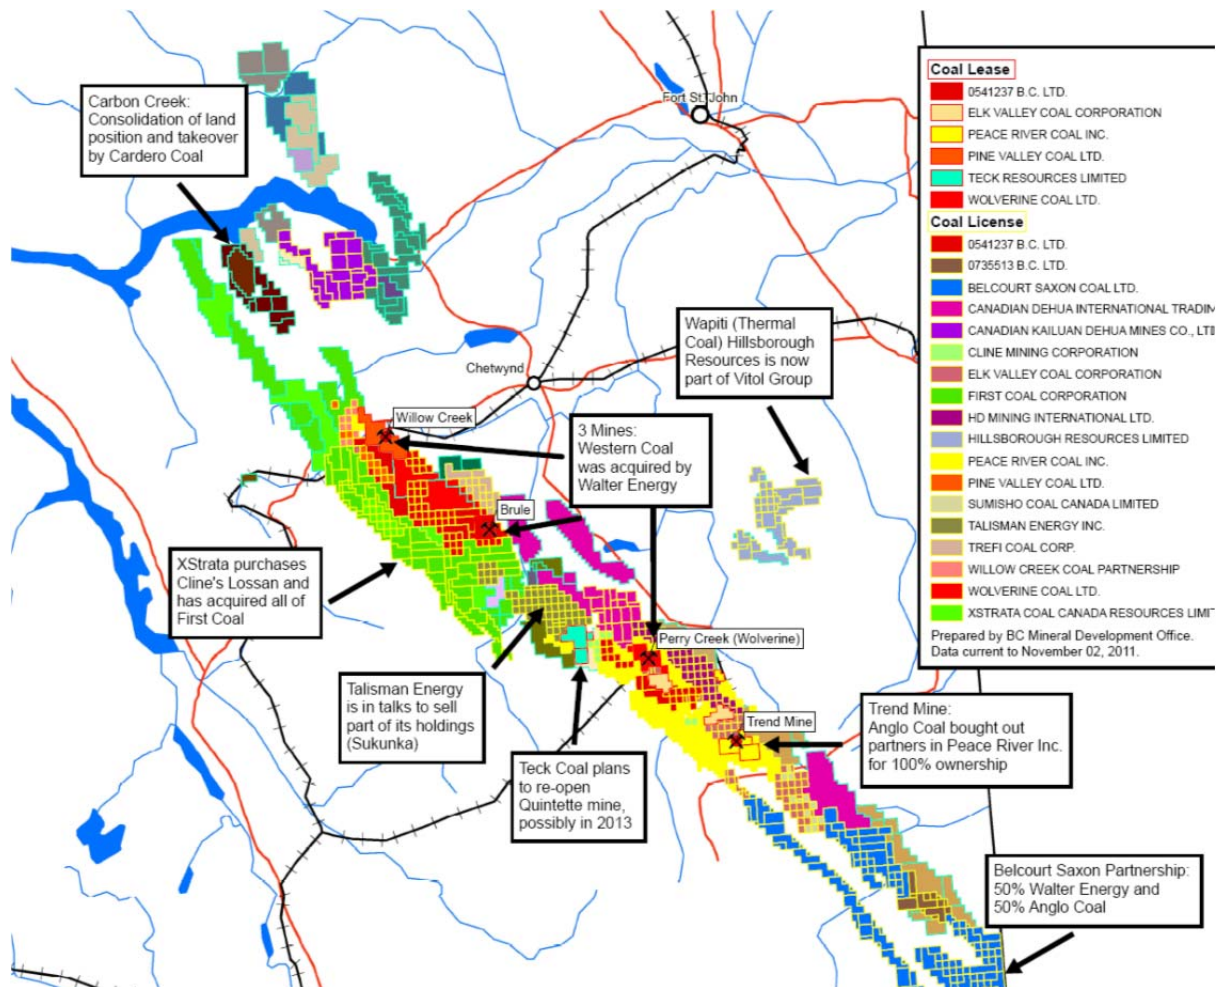 Carbon Creek:
Consolidation of land
position and takeover
by Cardero Coal
Fort St. John
Chetwynd
Wapiti (Thermal
Coal) Hillsborough
Resources is now
part of Vitol Group
Willow Creek
3 Mines:
Western Coal
was acquired by
Walter Energy
Brule
XStrata purchases
Cline's Lossan and
has acquired all of
First Coal
Perry Creek (Wolverine)
Talisman Energy
is in talks to sell
part of its holdings
(Sukunka)
Teck Coal plans
to re-open
Quintette mine,
possibly in 2013
Trend Mine
Trend Mine:
Anglo Coal bought out
partners in Peace River Inc.
for 100% ownership
Belcourt Saxon Partnership:
50% Walter Energy and
50% Anglo Coal
Coal Lease
0541237 B.C. LTD.
ELK VALLEY COAL CORPORATION
PEACE RIVER COAL INC.
PINE VALLEY COAL LTD.
TECK RESOURCES LIMITED
WOLVERINE COAL LTD.
Coal License
0541237 B.C. LTD.
0735513 B.C. LTD.
BELCOURT SAXON COAL LTD.
CANADIAN DEHUA INTERNATIONAL TRADIN
CANADIAN KAILUAN DEHUA MINES CO., LTD
CLINE MINING CORPORATION
ELK VALLEY COAL CORPORATION
FIRST COAL CORPORATION
HD MINING INTERNATIONAL LTD.
HILLSBOROUGH RESOURCES LIMITED
PEACE RIVER COAL INC.
PINE VALLEY COAL LTD.
SUMISHO COAL CANADA LIMITED
TALISMAN ENERGY INC.
TREFI COAL CORP.
WILLOW CREEK COAL PARTNERSHIP
WOLVERINE COAL LTD.
XSTRATA COAL CANADA RESOURCES LIMIT
Prepared by BC Mineral Development Office.
Data current to November 02, 2011.